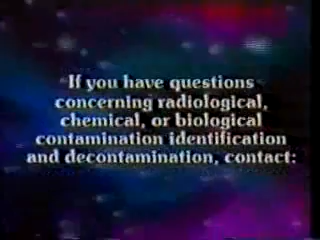 If you have questions
concerning radiological,
chemical, or biological
contamination identification
and decontamination, contact: